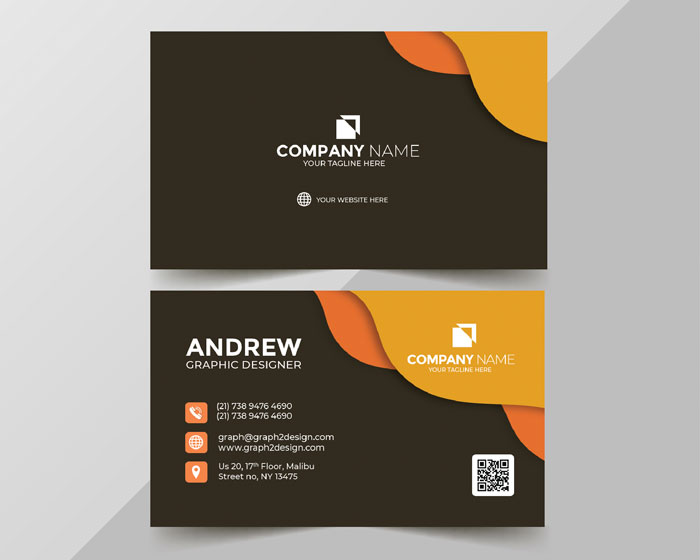 COMPANY NAME
YOUR TAGLINE HERE
YOUR WEBSITE HERE
ANDREW
GRAPHIC DESIGNER
COMPANY NAME
YOUR TAGLINE HERE
(21) 738 9476 4690
(21) 738 9476 4690
graph@graph2design.com
www.graph2design.com
Us 20, 17th Floor, Malibu
Street no, NY 13475